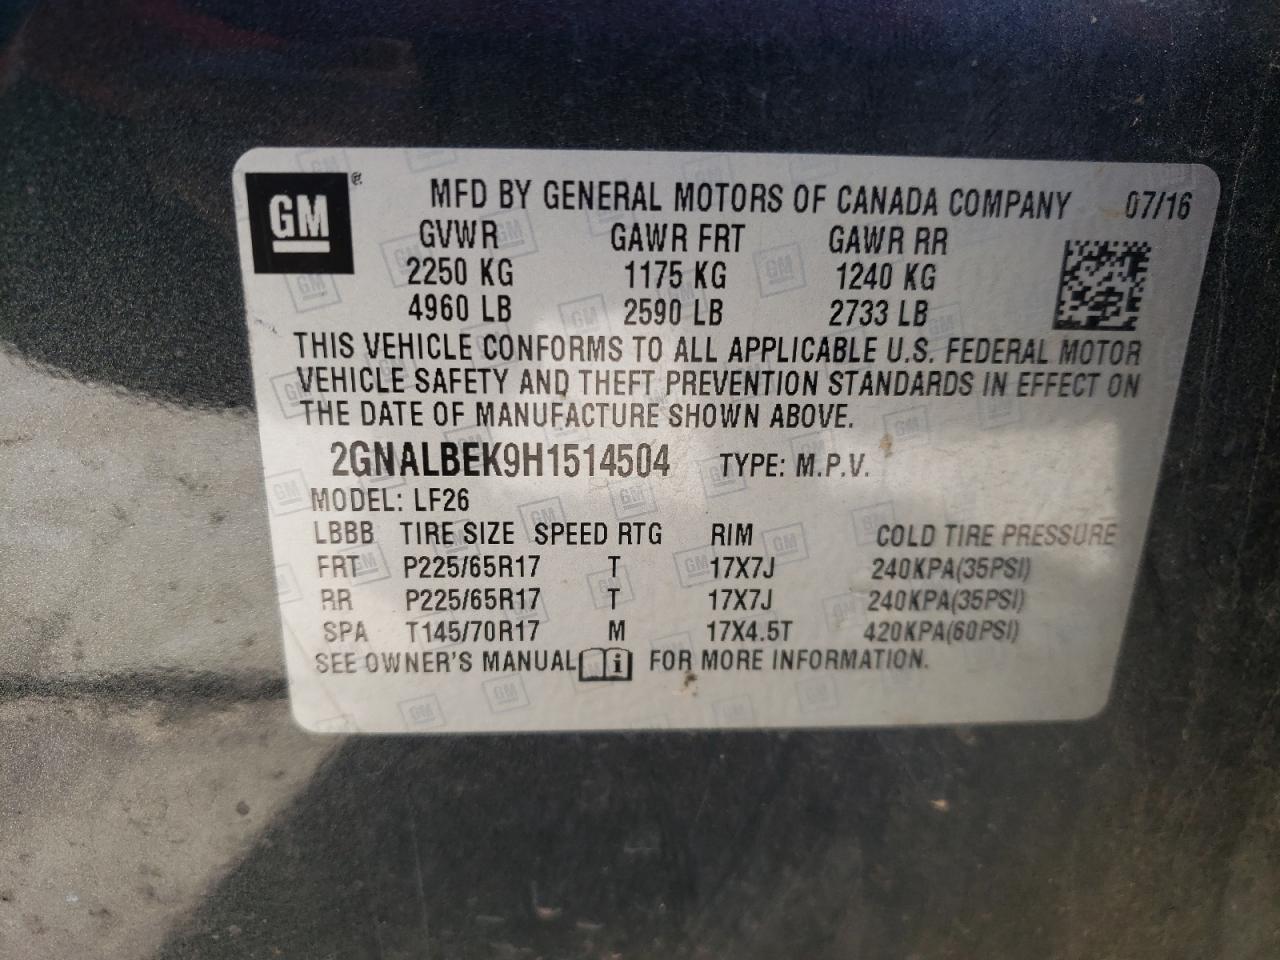 GM ® MFD BY GENERAL MOTORS OF CANADA COMPANY 07/16
GVWR GAWR FRT GAWR RR
2250 KG 1175 KG 1240 KG
4960 LB 2590 LB 2733 LB
THIS VEHICLE CONFORMS TO ALL APPLICABLE U.S. FEDERAL MOTOR
VEHICLE SAFETY AND THEFT PREVENTION STANDARDS IN EFFECT ON
THE DATE OF MANUFACTURE SHOWN ABOVE.
2GNALBEK9H1514504 TYPE: M.P.V.
MODEL: LF26
LBBB TIRE SIZE SPEED RTG RIM COLD TIRE PRESSURE
FRT P225/65R17 T 17X7J 240KPA(35PSI)
RR P225/65R17 T 17X7J 240KPA(35PSI)
SPA T145/70R17 M 17X4.5T 420KPA(60PSI)
SEE OWNER'S MANUAL i FOR MORE INFORMATION.